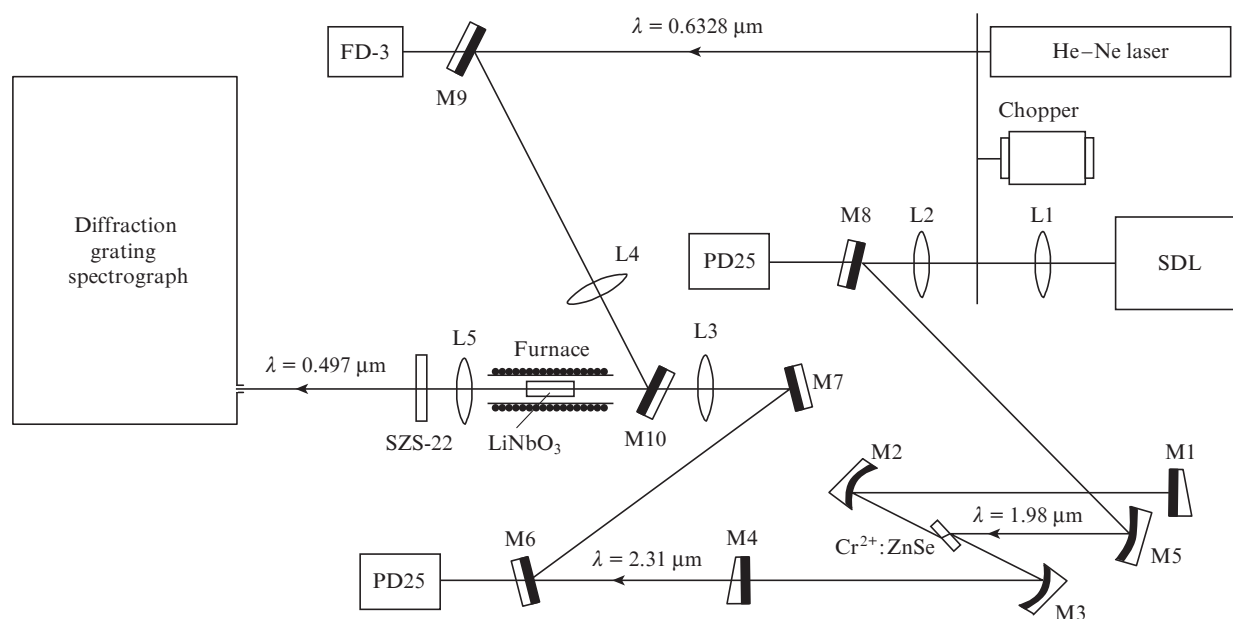 λ = 0.6328 μm
FD-3
He–Ne laser
M9
Chopper
Diffraction
grating
spectrograph
M8
L2
L1
PD25
SDL
L4
L5
Furnace
L3
λ = 0.497 μm
M7
SZS-22
LiNbO₃
M10
M2
M1
λ = 1.98 μm
Cr²⁺:ZnSe
M5
M6
M4
λ = 2.31 μm
PD25
M3